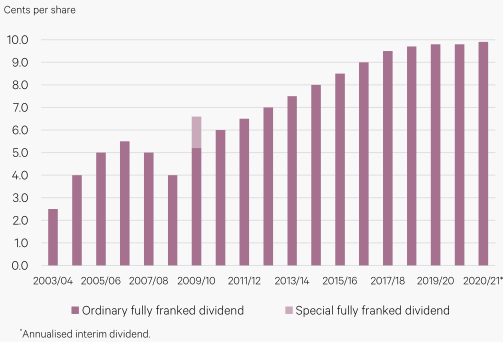 Cents per share
10.0
9.0
8.0
7.0
6.0
5.0
4.0
3.0
2.0
1.0
0.0
2003/04 2005/06 2007/08 2009/10 2011/12 2013/14 2015/16 2017/18 2019/20 2020/21*
Ordinary fully franked dividend Special fully franked dividend
*Annualised interim dividend.